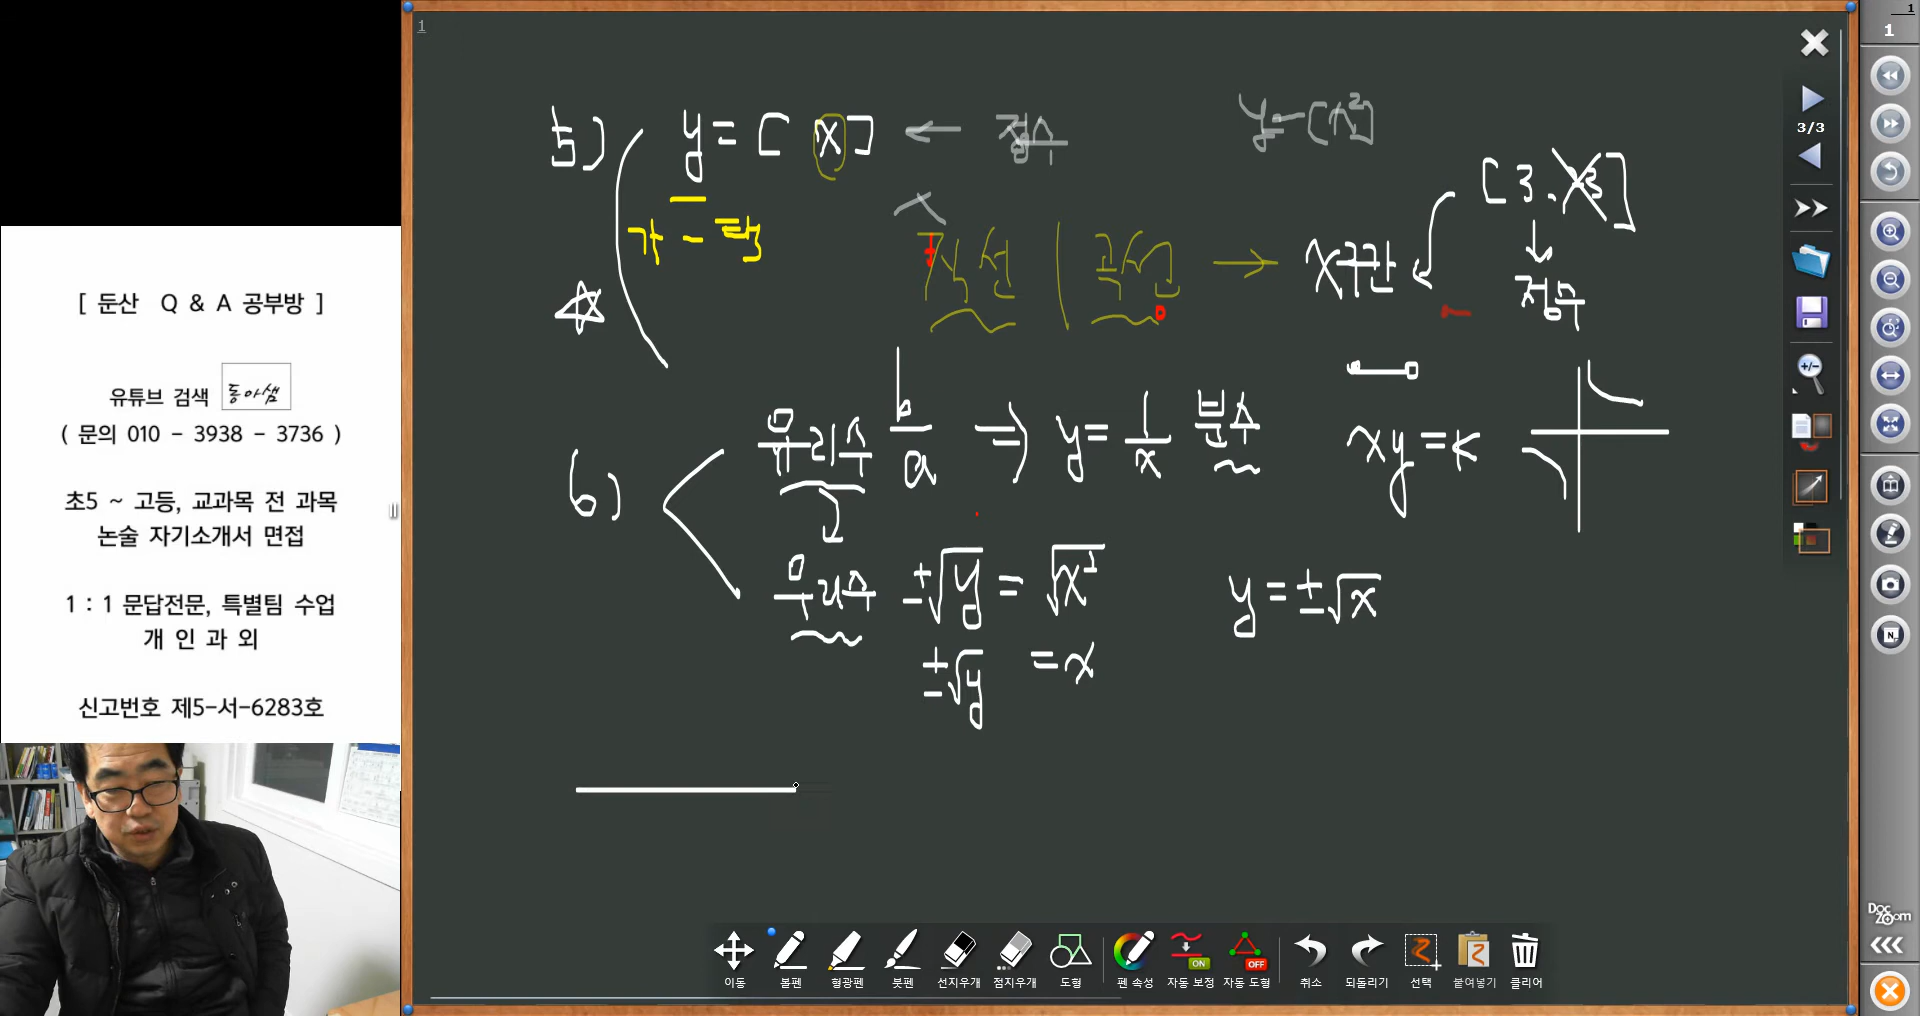 [ 둔산 Q & A 공부방 ]
유튜브 검색 동아샘
( 문의 010 - 3938 - 3736 )
초5 ~ 고등, 교과목 전 과목
논술 자기소개서 면접
1 : 1 문답전문, 특별팀 수업
개 인 과 외
신고번호 제5-서-6283호
1
5) y = [ x ] ← 정수
y = [x²]
가 - 택
직선 | 곡선 → x구간
[ 3.
정수
6) 유리수 b/a ⇒ y = 1/x 분수
xy = k
무리수 ±√y = √x²
y = ±√x
±√y = x
이동
볼펜
형광펜
붓펜
선지우개
점지우개
도형
펜 속성
ON
자동 보정
OFF
자동 도형
취소
되돌리기
선택
붙여넣기
클리어
3/3
+/-
1
1
N
Doc Zoom